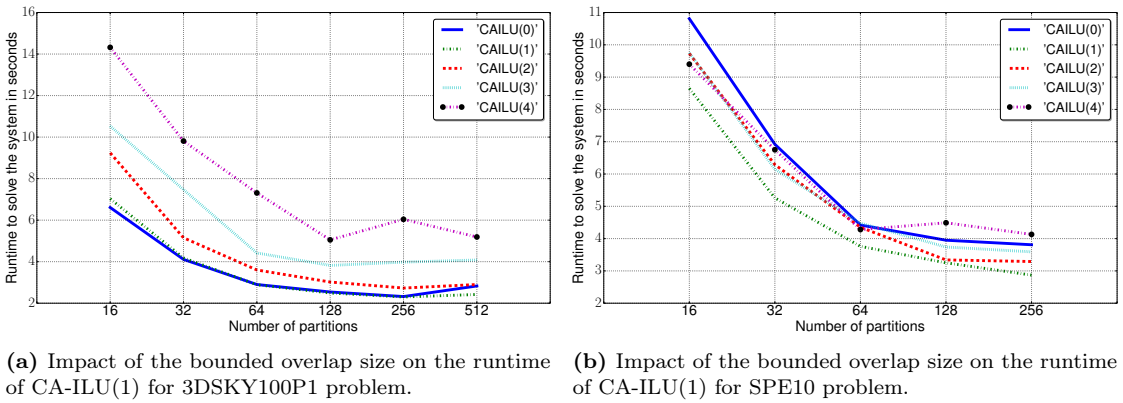 16
14
12
10
8
6
4
2
Runtime to solve the system in seconds
16 32 64 128 256 512
Number of partitions
'CAILU(0)'
'CAILU(1)'
'CAILU(2)'
'CAILU(3)'
'CAILU(4)'
(a) Impact of the bounded overlap size on the runtime
of CA-ILU(1) for 3DSKY100P1 problem.
11
10
9
8
7
6
5
4
3
2
Runtime to solve the system in seconds
16 32 64 128 256
Number of partitions
'CAILU(0)'
'CAILU(1)'
'CAILU(2)'
'CAILU(3)'
'CAILU(4)'
(b) Impact of the bounded overlap size on the runtime
of CA-ILU(1) for SPE10 problem.